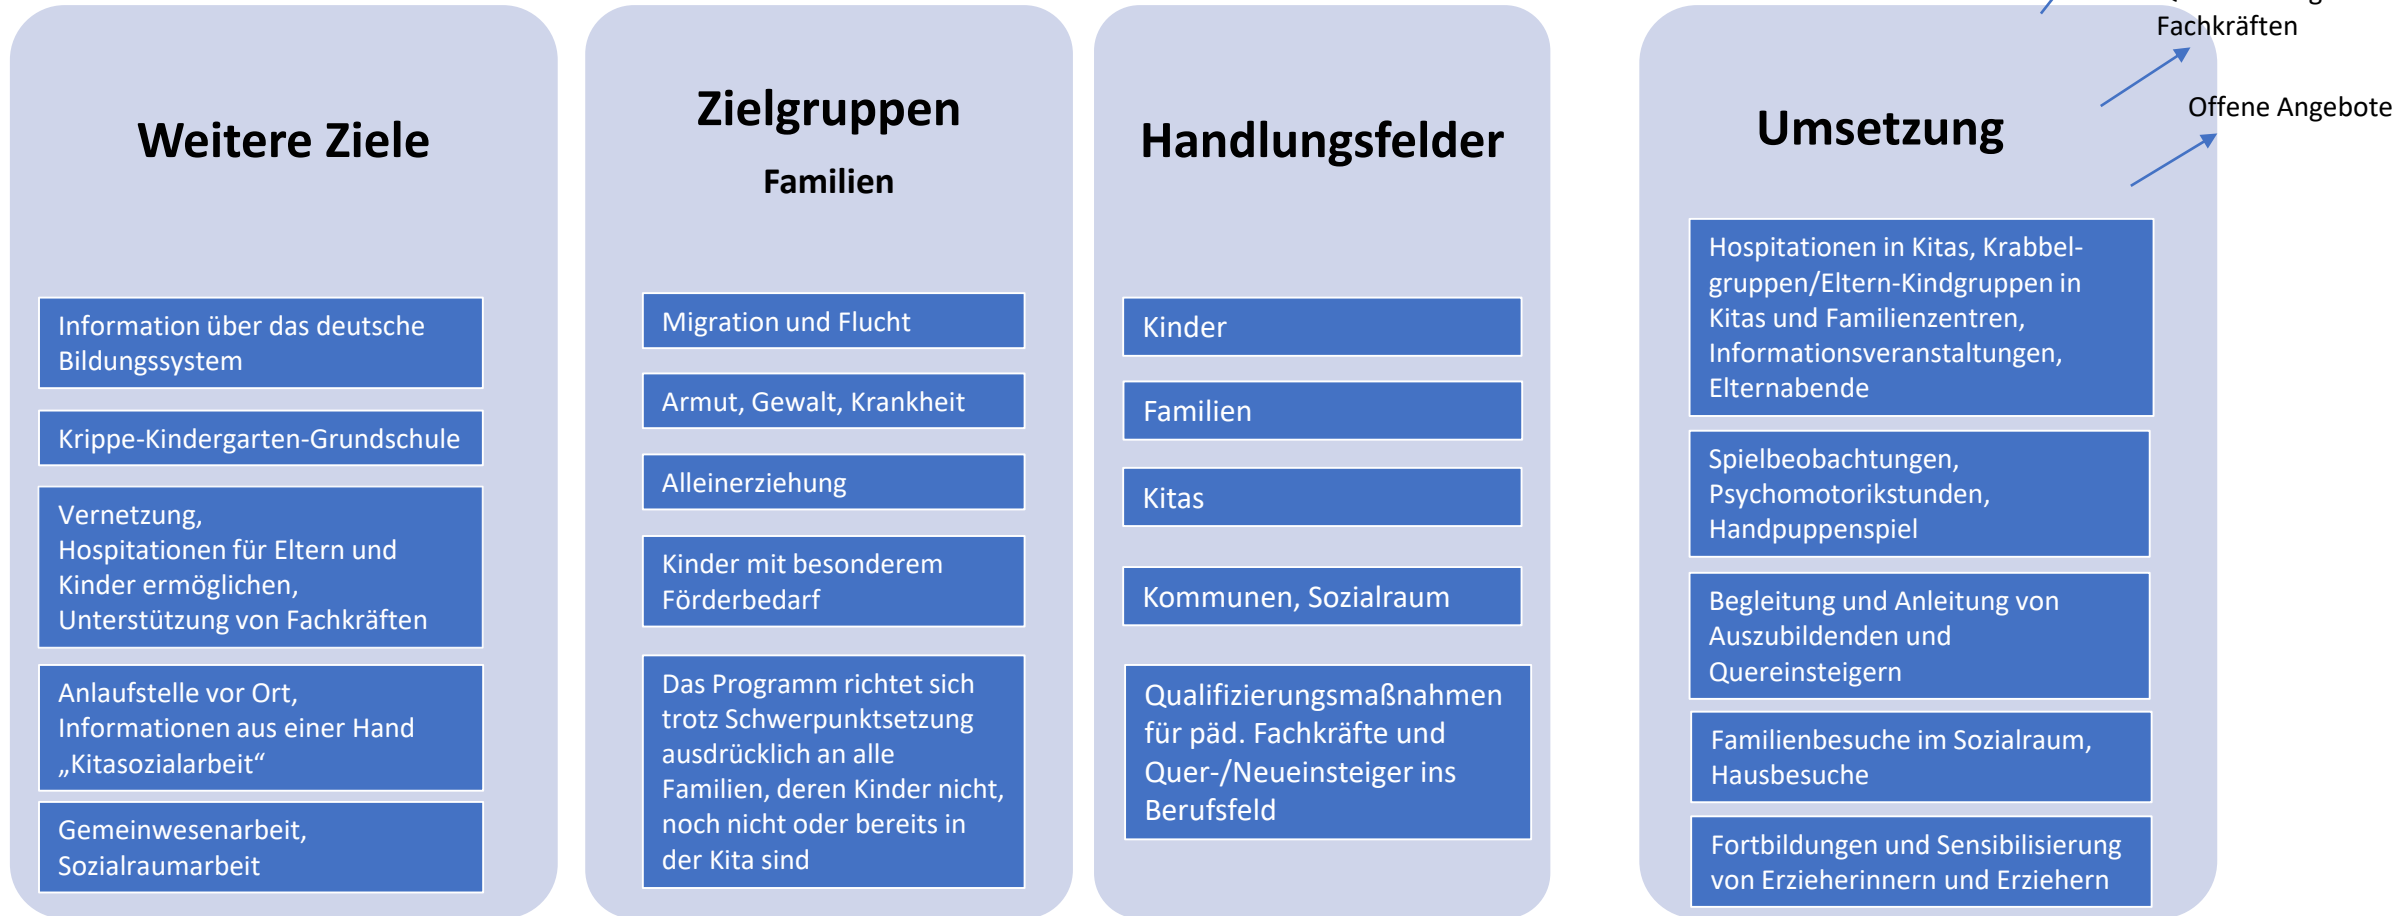 Weitere Ziele
Information über das deutsche
Bildungssystem
Krippe-Kindergarten-Grundschule
Vernetzung,
Hospitationen für Eltern und
Kinder ermöglichen,
Unterstützung von Fachkräften
Anlaufstelle vor Ort,
Informationen aus einer Hand
„Kitasozialarbeit“
Gemeinwesenarbeit,
Sozialraumarbeit
Zielgruppen
Familien
Migration und Flucht
Armut, Gewalt, Krankheit
Alleinerziehung
Kinder mit besonderem
Förderbedarf
Das Programm richtet sich
trotz Schwerpunktsetzung
ausdrücklich an alle
Familien, deren Kinder nicht,
noch nicht oder bereits in
der Kita sind
Handlungsfelder
Kinder
Familien
Kitas
Kommunen, Sozialraum
Qualifizierungsmaßnahmen
für päd. Fachkräfte und
Quer-/Neueinsteiger ins
Berufsfeld
Fachkräften
Offene Angebote
Umsetzung
Hospitationen in Kitas, Krabbel-
gruppen/Eltern-Kindgruppen in
Kitas und Familienzentren,
Informationsveranstaltungen,
Elternabende
Spielbeobachtungen,
Psychomotorikstunden,
Handpuppenspiel
Begleitung und Anleitung von
Auszubildenden und
Quereinsteigern
Familienbesuche im Sozialraum,
Hausbesuche
Fortbildungen und Sensibilisierung
von Erzieherinnern und Erziehern